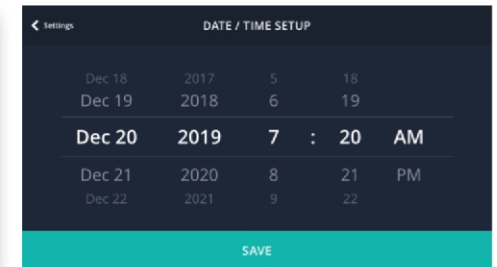 Settings DATE / TIME SETUP
Dec 18 2017 5 18
Dec 19 2018 6 19
Dec 20 2019 7 : 20 AM
Dec 21 2020 8 21 PM
Dec 22 2021 9 22
SAVE